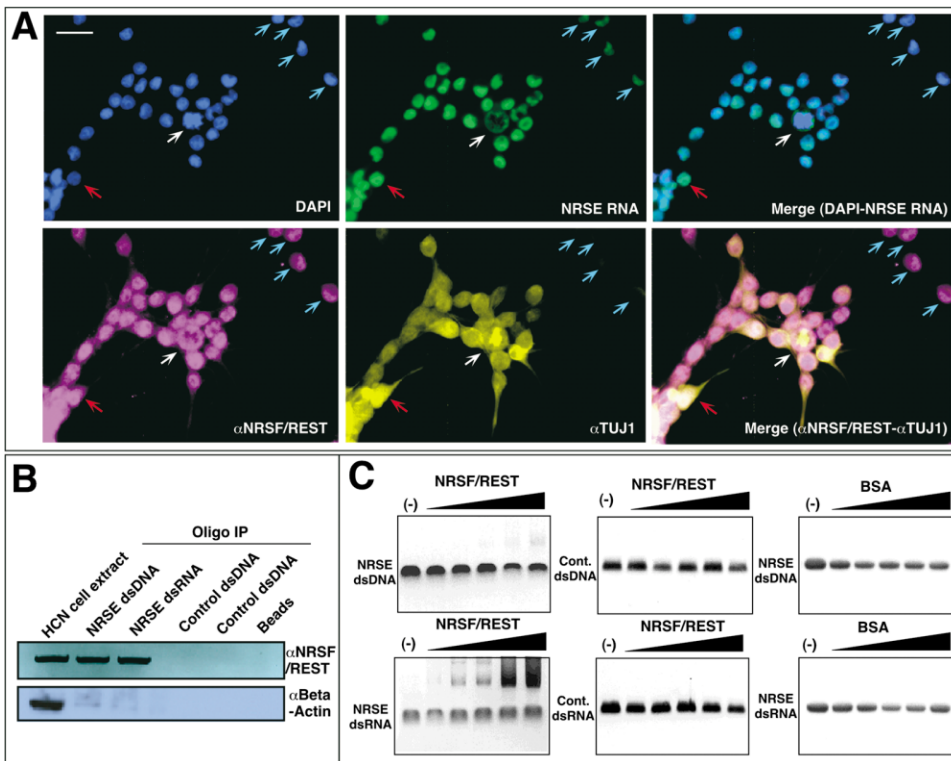 A
DAPI
NRSE RNA
Merge (DAPI-NRSE RNA)
αNRSF/REST
αTUJ1
Merge (αNRSF/REST-αTUJ1)
B
Oligo IP
HCN cell extract
NRSE dsDNA
NRSE dsRNA
Control dsDNA
Control dsDNA
Beads
αNRSF
/REST
αBeta
-Actin
C
NRSF/REST
(-)
NRSE
dsDNA
NRSF/REST
(-)
Cont.
dsDNA
BSA
(-)
NRSE
dsDNA
NRSF/REST
(-)
NRSE
dsRNA
NRSF/REST
(-)
Cont.
dsRNA
BSA
(-)
NRSE
dsRNA